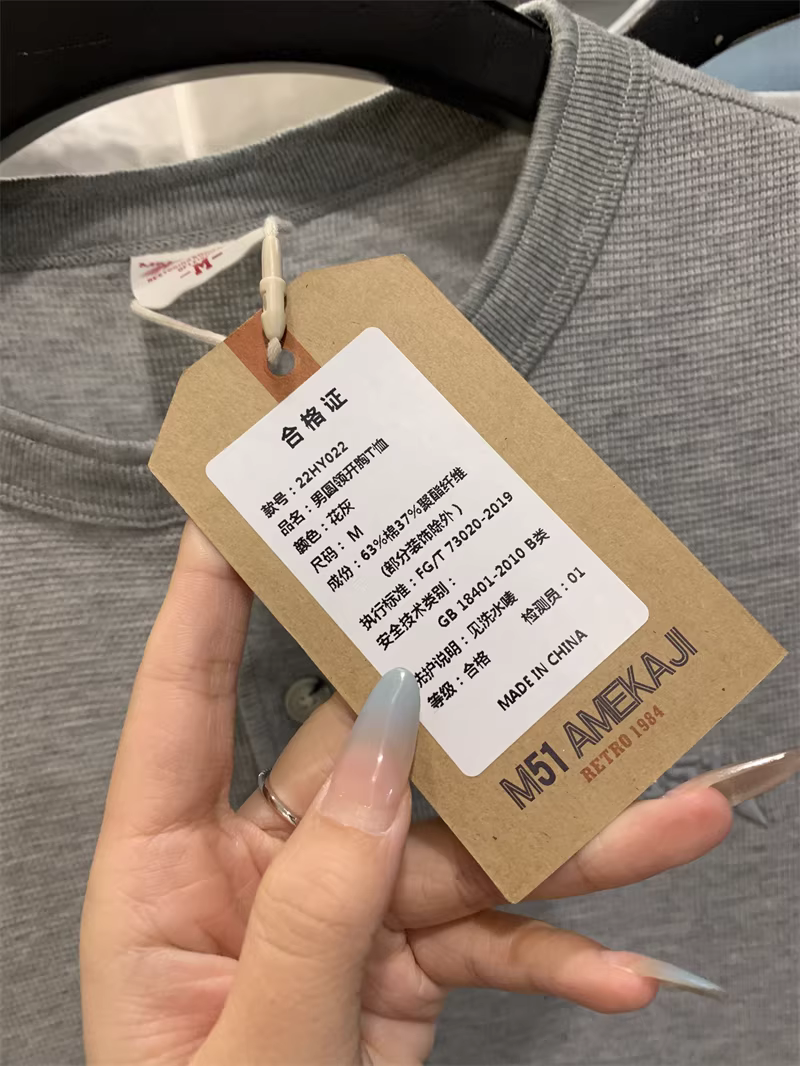 合格证
款号：22HY022
品名：男圆领开胸T恤
颜色：花灰
尺码：M
成份：63%棉37%聚酯纤维
(部分装饰除外)
执行标准：FG/T 73020-2019
安全技术类别：
GB 18401-2010 B类
洗护说明：见洗水唛 检测员：01
等级：合格
MADE IN CHINA
M51 AMEKAJI
RETRO 1984